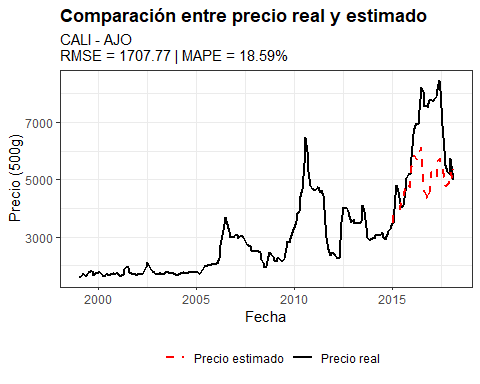 Comparación entre precio real y estimado
CALI - AJO
RMSE = 1707.77 | MAPE = 18.59%
Precio (500g)
7000
5000
3000
2000
2005
2010
2015
Fecha
Precio estimado
Precio real